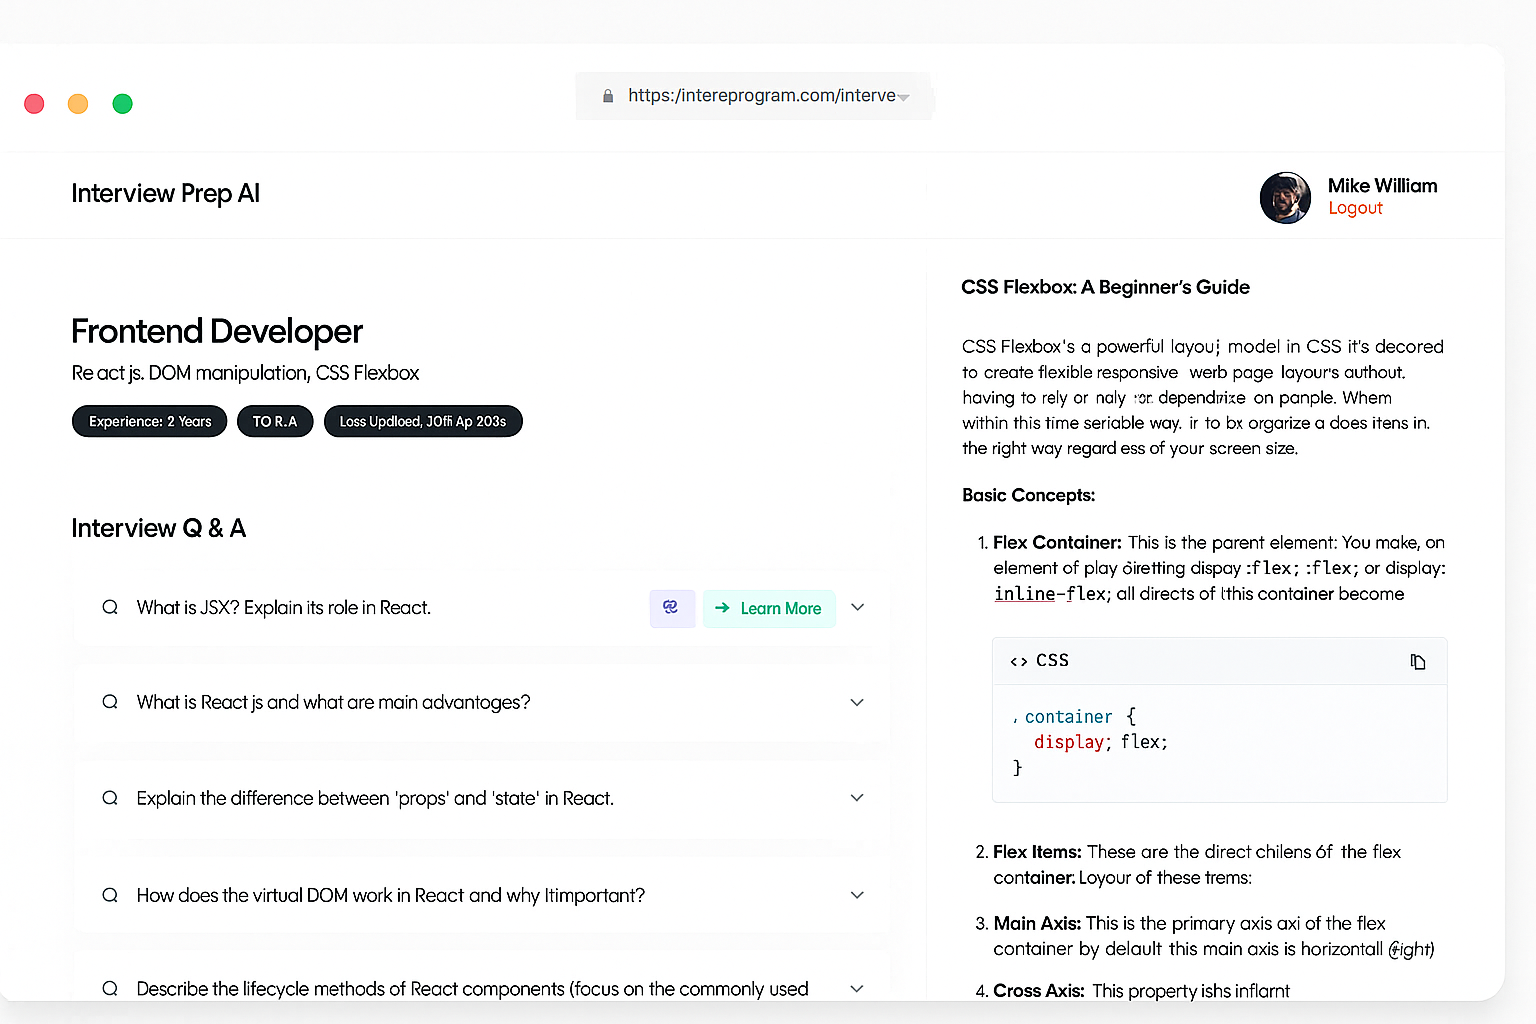 https:/intereprogram.com/interve
Interview Prep AI
Mike William
Logout
Frontend Developer
Re act js. DOM manipulation, CSS Flexbox
Experience: 2 Years
TO R.A
Loss Updloed, JOffi Ap 203s
Interview Q & A
Q What is JSX? Explain its role in React.
→ Learn More
Q What is React js and what are main advantoges?
Q Explain the difference between 'props' and 'state' in React.
Q How does the virtual DOM work in React and why Itimportant?
Q Describe the lifecycle methods of React components (focus on the commonly used
CSS Flexbox: A Beginner's Guide
CSS Flexbox's a powerful layou; model in CSS it's decored
to create flexible responsive werb page layour's authout.
having to rely or naly or dependrixe on panple. Whem
within this time seriable way. ir to bx orgarize a does itens in.
the right way regard ess of your screen size.
Basic Concepts:
1. Flex Container: This is the parent element: You make, on
element of play öiretting dispay :flex; :flex; or display:
inline-flex; all directs of this container become
<> CSS
. container {
display; flex;
}
2. Flex Items: These are the direct chilens óf the flex
container: Loyour of these trems:
3. Main Axis: This is the primary axis axi of the flex
container by delault this main axis is horizontall (fight)
4. Cross Axis: This property ishs inflarnt